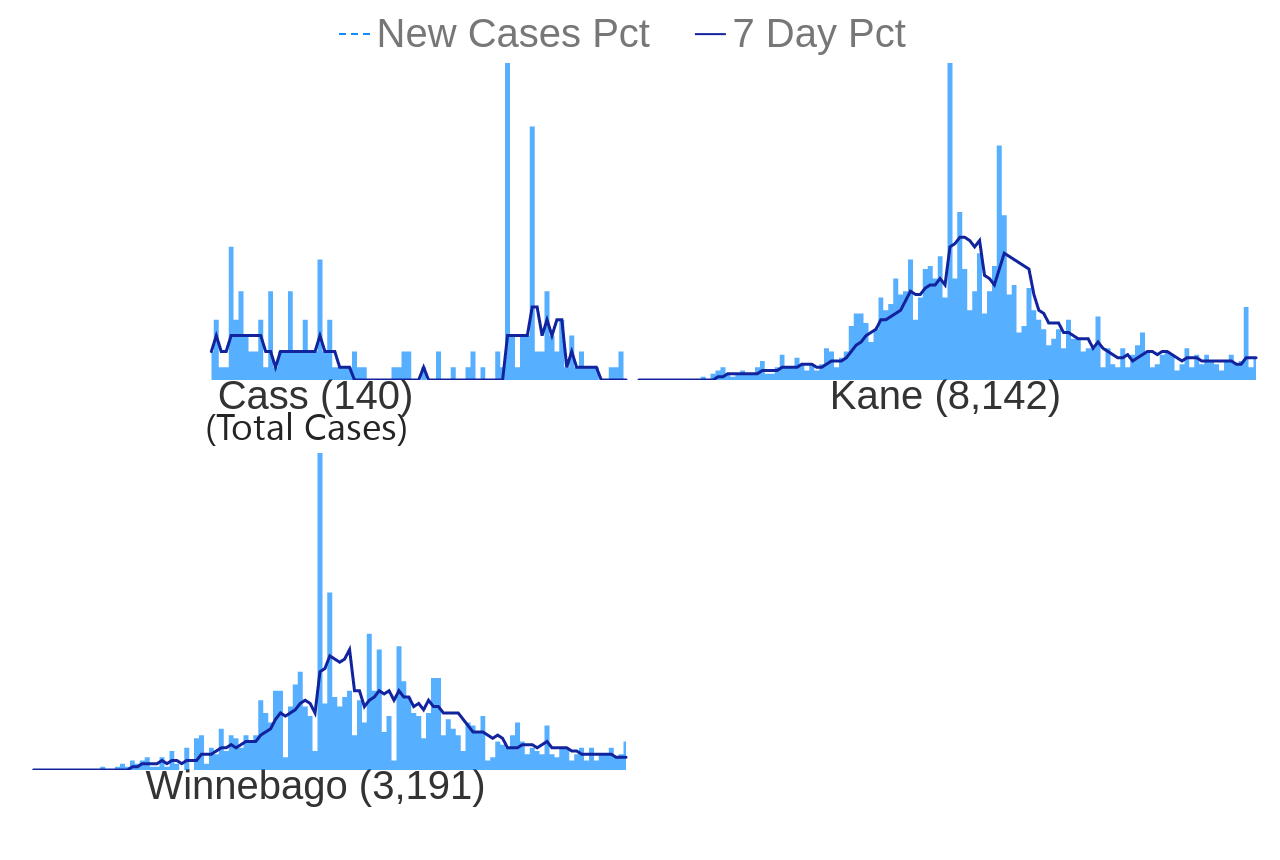 New Cases Pct 7 Day Pct
Cass (140) Kane (8,142)
(Total Cases)
Winnebago (3,191)